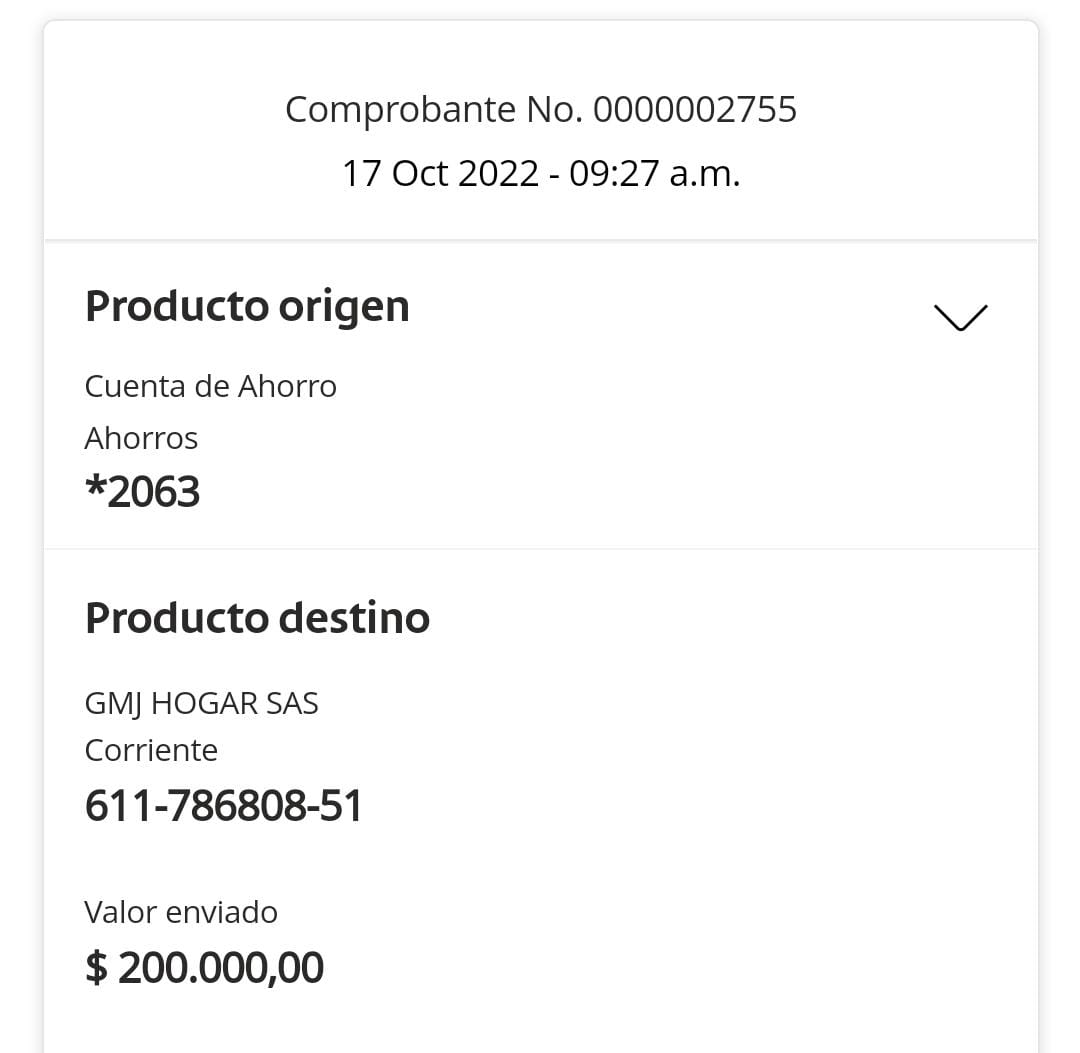 Comprobante No. 0000002755
17 Oct 2022 - 09:27 a.m.
Producto origen
Cuenta de Ahorro
Ahorros
*2063
Producto destino
GMJ HOGAR SAS
Corriente
611-786808-51
Valor enviado
$ 200.000,00